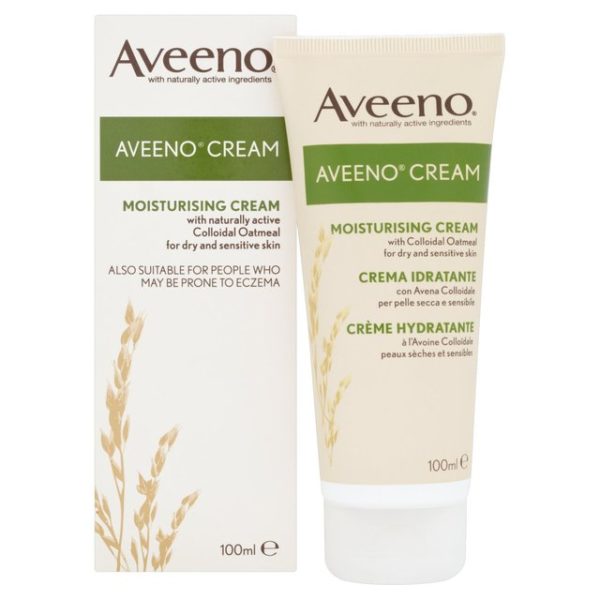 Aveeno®
with naturally active ingredients
AVEENO® CREAM
MOISTURISING CREAM
with naturally active
Colloidal Oatmeal
for dry and sensitive skin
ALSO SUITABLE FOR PEOPLE WHO
MAY BE PRONE TO ECZEMA
100ml ℮
Aveeno®
with naturally active ingredients
AVEENO® CREAM
MOISTURISING CREAM
with Colloidal Oatmeal
for dry and sensitive skin
CREMA IDRATANTE
con Avena Colloidale
per pelle secca e sensibile
CRÈME HYDRATANTE
à l'Avoine Colloïdale
peaux sèches et sensibles
100ml ℮